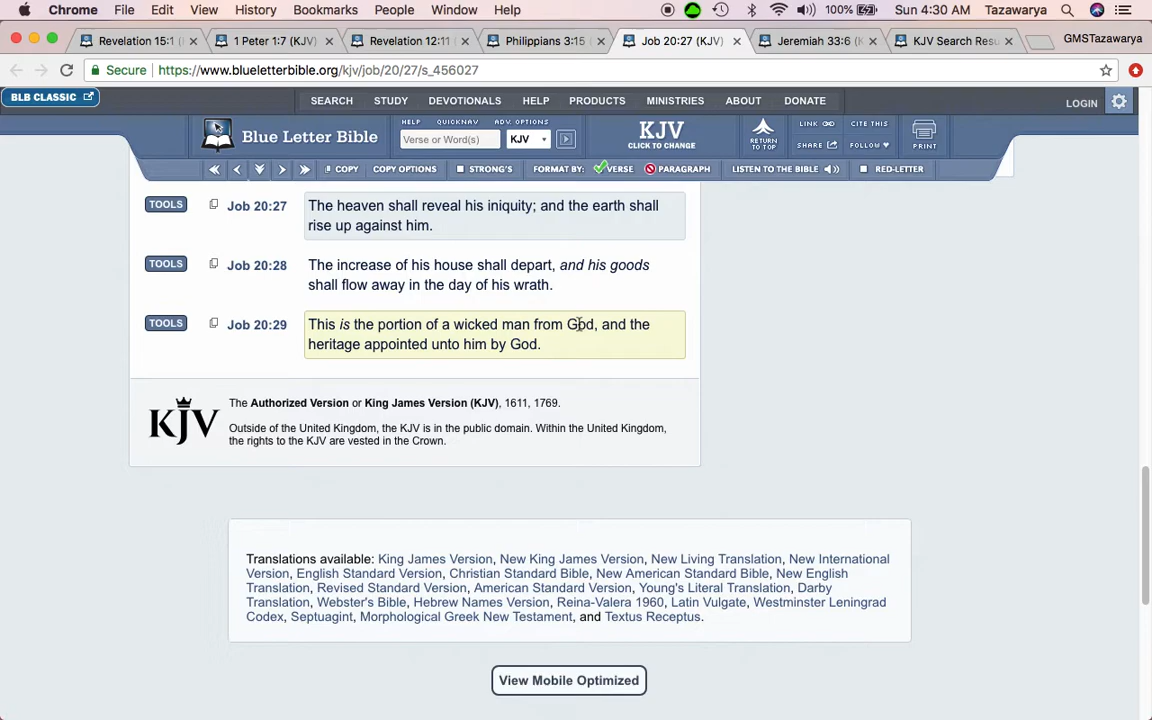 Chrome File Edit View History Bookmarks People Window Help 100% Sun 4:30 AM Tazawarya
Revelation 15:1 ( 1 Peter 1:7 (KJV) Revelation 12:11 ( Philippians 3:15 ( Job 20:27 (KJV) Jeremiah 33:6 (K KJV Search Resu GMSTazawarya
Secure https://www.blueletterbible.org/kjv/job/20/27/s_456027
BLB CLASSIC SEARCH STUDY DEVOTIONALS HELP PRODUCTS MINISTRIES ABOUT DONATE LOGIN
HELP QUICKNAV ADV. OPTIONS
Blue Letter Bible Verse or Word(s) KJV KJV CLICK TO CHANGE RETURN TO TOP LINK CITE THIS SHARE FOLLOW PRINT
COPY COPY OPTIONS STRONG'S FORMAT BY: VERSE PARAGRAPH LISTEN TO THE BIBLE RED-LETTER
TOOLS Job 20:27 The heaven shall reveal his iniquity; and the earth shall
rise up against him.
TOOLS Job 20:28 The increase of his house shall depart, and his goods
shall flow away in the day of his wrath.
TOOLS Job 20:29 This is the portion of a wicked man from God, and the
heritage appointed unto him by God.
KJV
The Authorized Version or King James Version (KJV), 1611, 1769.
Outside of the United Kingdom, the KJV is in the public domain. Within the United Kingdom,
the rights to the KJV are vested in the Crown.
Translations available: King James Version, New King James Version, New Living Translation, New International
Version, English Standard Version, Christian Standard Bible, New American Standard Bible, New English
Translation, Revised Standard Version, American Standard Version, Young's Literal Translation, Darby
Translation, Webster's Bible, Hebrew Names Version, Reina-Valera 1960, Latin Vulgate, Westminster Leningrad
Codex, Septuagint, Morphological Greek New Testament, and Textus Receptus.
View Mobile Optimized